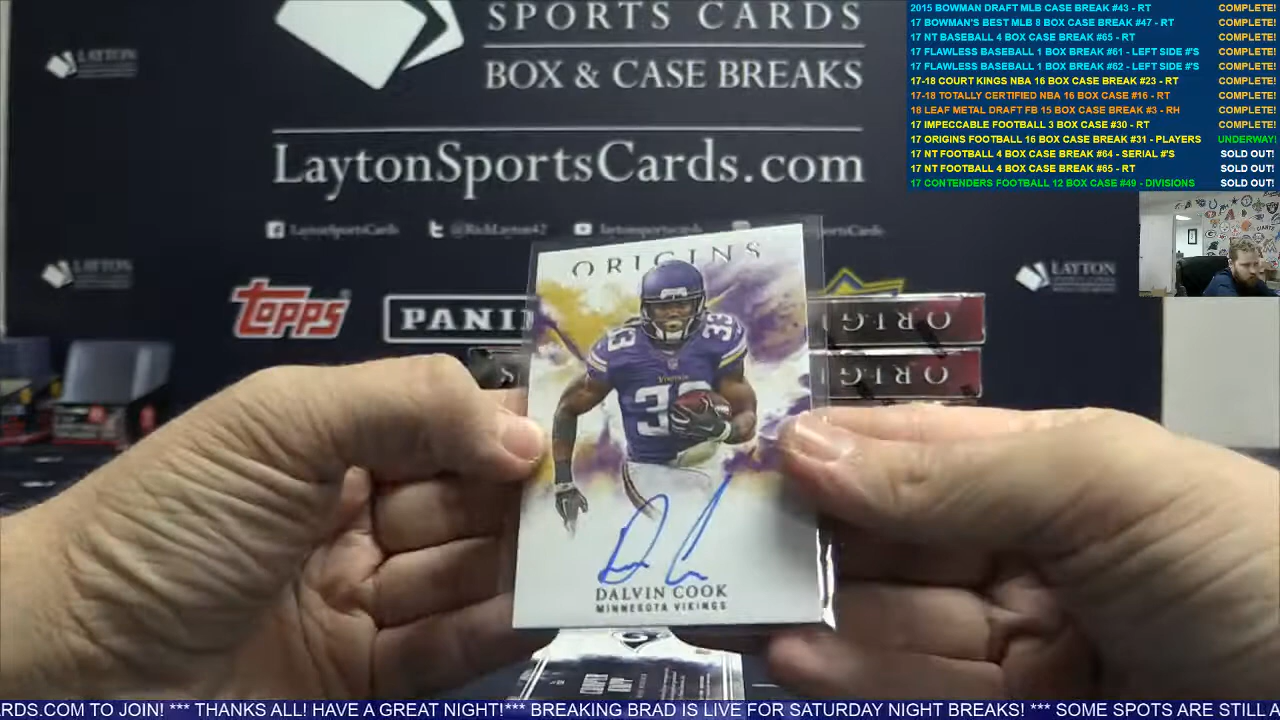 SPORTS CARDS
BOX & CASE BREAKS
LaytonSportsCards.com
LaytonSportsCards
@RichLayton42
LAYTON
LAYTON
LAYTON
Topps
PANI
ORIGI
ORIGI
ORIGINS
33
33
VIKINGS
33
DALVIN COOK
MINNESOTA VIKINGS
2015 BOWMAN DRAFT MLB CASE BREAK #43 - RT COMPLETE!
17 BOWMAN'S BEST MLB 8 BOX CASE BREAK #47 - RT COMPLETE!
17 NT BASEBALL 4 BOX CASE BREAK #65 - RT COMPLETE!
17 FLAWLESS BASEBALL 1 BOX BREAK #61 - LEFT SIDE #'S COMPLETE!
17 FLAWLESS BASEBALL 1 BOX BREAK #62 - LEFT SIDE #'S COMPLETE!
17-18 COURT KINGS NBA 16 BOX CASE BREAK #23 - RT COMPLETE!
17-18 TOTALLY CERTIFIED NBA 16 BOX CASE #16 - RT COMPLETE!
18 LEAF METAL DRAFT FB 15 BOX CASE BREAK #3 - RH COMPLETE!
17 IMPECCABLE FOOTBALL 3 BOX CASE #30 - RT COMPLETE!
17 ORIGINS FOOTBALL 16 BOX CASE BREAK #31 - PLAYERS UNDERWAY!
17 NT FOOTBALL 4 BOX CASE BREAK #64 - SERIAL #'S SOLD OUT!
17 NT FOOTBALL 4 BOX CASE BREAK #65 - RT SOLD OUT!
17 CONTENDERS FOOTBALL 12 BOX CASE #49 - DIVISIONS SOLD OUT!
RDS.COM TO JOIN! *** THANKS ALL! HAVE A GREAT NIGHT!*** BREAKING BRAD IS LIVE FOR SATURDAY NIGHT BREAKS! *** SOME SPOTS ARE STILL A